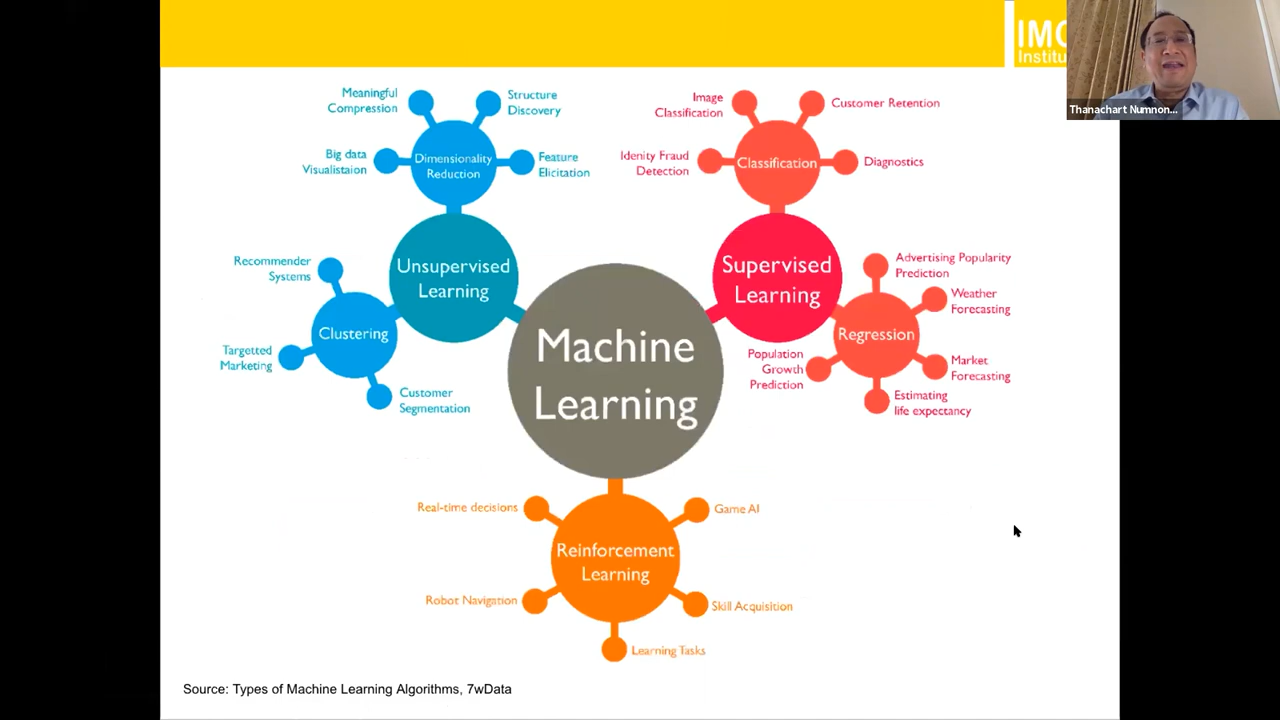 IMC
Institu
Thanachart Numnon...
Meaningful
Compression
Structure
Discovery
Big data
Visualistaion
Dimensionality
Reduction
Feature
Elicitation
Image
Classification
Customer Retention
Idenity Fraud
Detection
Classification
Diagnostics
Recommender
Systems
Unsupervised
Learning
Clustering
Targetted
Marketing
Customer
Segmentation
Supervised
Learning
Advertising Popularity
Prediction
Weather
Forecasting
Regression
Population
Growth
Prediction
Market
Forecasting
Estimating
life expectancy
Machine
Learning
Real-time decisions
Game AI
Reinforcement
Learning
Robot Navigation
Skill Acquisition
Learning Tasks
Source: Types of Machine Learning Algorithms, 7wData